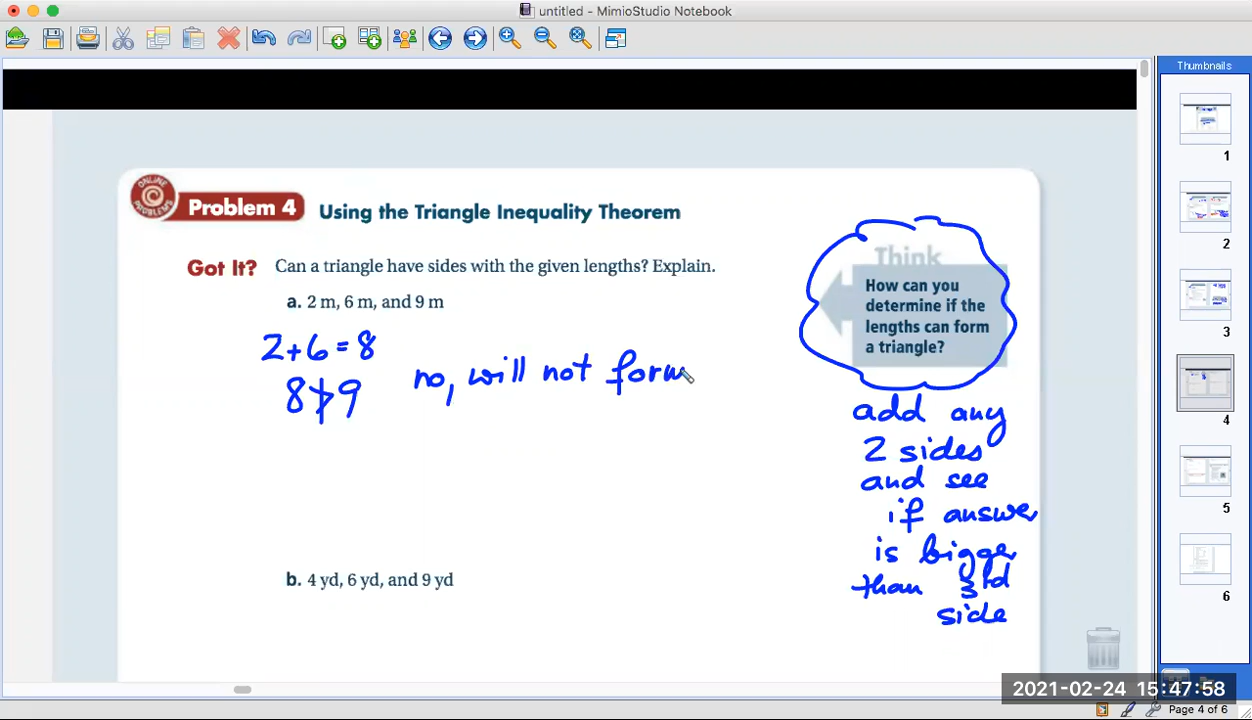 untitled - MimioStudio Notebook
Thumbnails
ONLINE PROBLEMS
Problem 4 Using the Triangle Inequality Theorem
Got It? Can a triangle have sides with the given lengths? Explain.
a. 2 m, 6 m, and 9 m
2+6=8
8≯9
no, will not form
b. 4 yd, 6 yd, and 9 yd
Think
How can you
determine if the
lengths can form
a triangle?
add any
2 sides
and see
if answer
is bigger
than 3rd
side
1
2
3
4
5
6
2021-02-24 15:47:58
Page 4 of 6